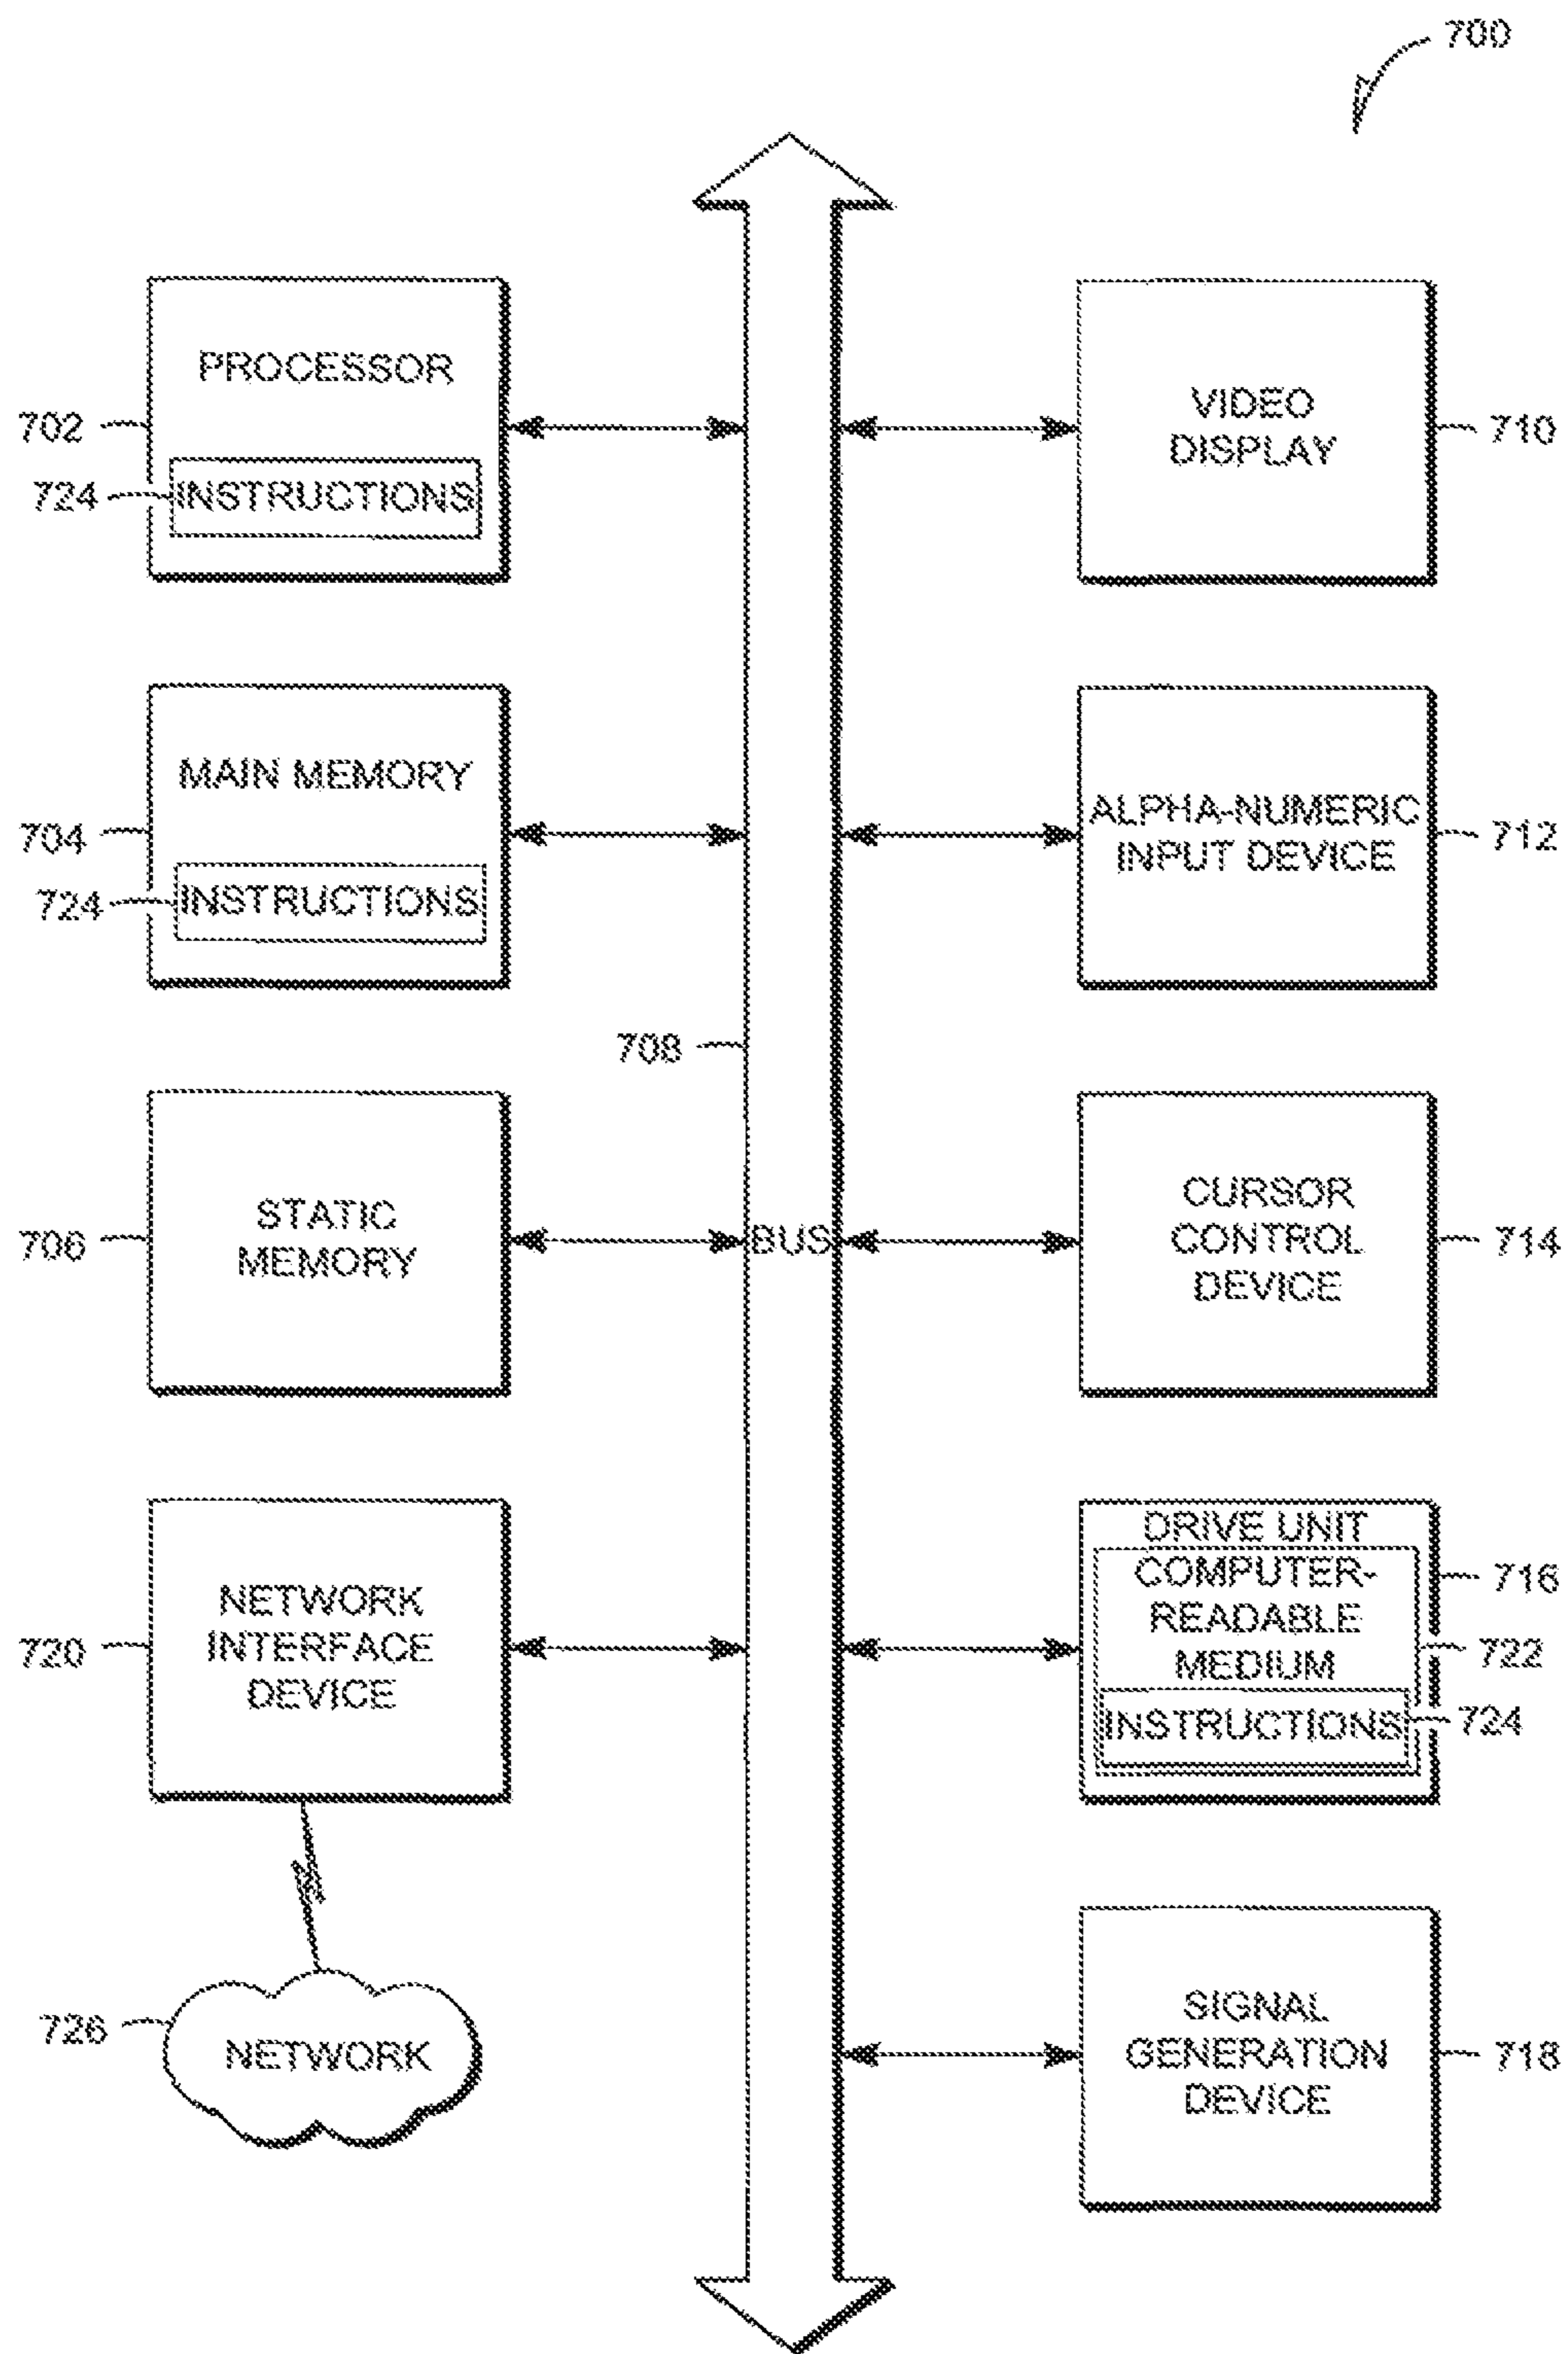 700
PROCESSOR
702
724
INSTRUCTIONS
VIDEO
DISPLAY
710
MAIN MEMORY
704
724
INSTRUCTIONS
ALPHA-NUMERIC
INPUT DEVICE
712
708
STATIC
MEMORY
706
BUS
CURSOR
CONTROL
DEVICE
714
NETWORK
INTERFACE
DEVICE
720
DRIVE UNIT
COMPUTER-
READABLE
MEDIUM
716
722
INSTRUCTIONS
724
726
NETWORK
SIGNAL
GENERATION
DEVICE
718